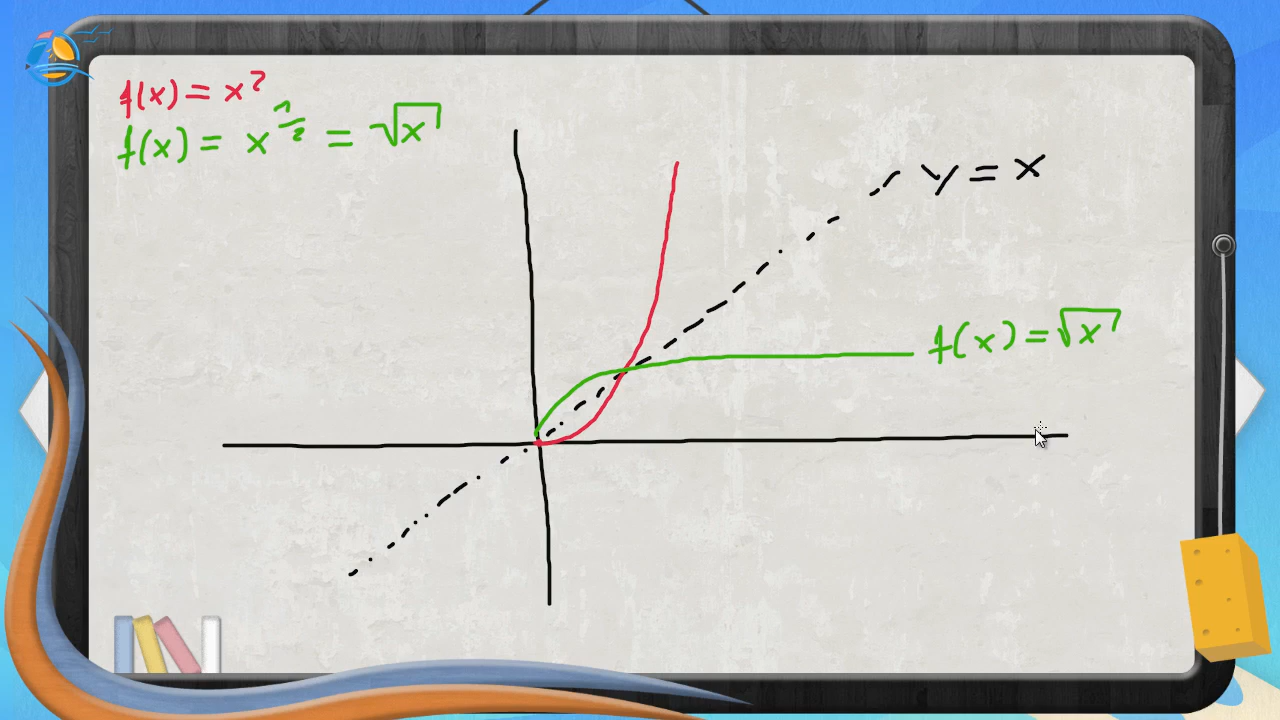 f(x) = x²
f(x) = x^(1/2) = √x
y = x
f(x) = √x